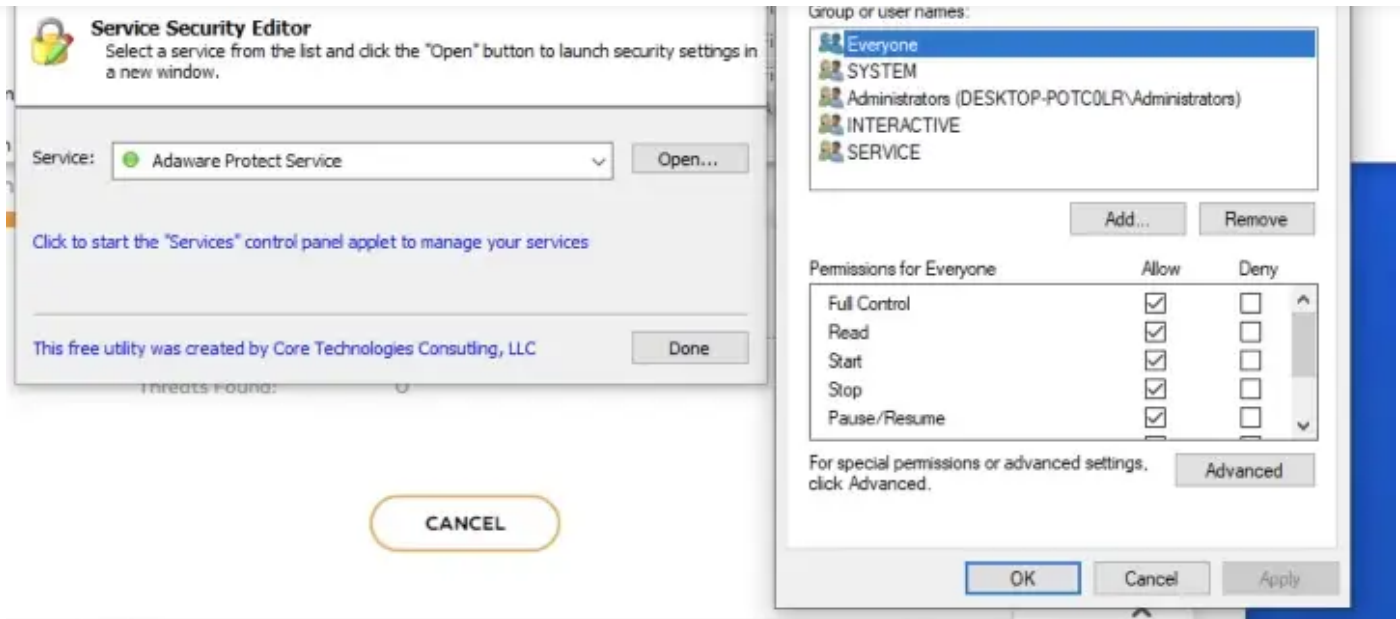 Service Security Editor
Select a service from the list and click the "Open" button to launch security settings in
a new window.
Service:
Adaware Protect Service
Open...
Click to start the "Services" control panel applet to manage your services
This free utility was created by Core Technologies Consutling, LLC
Done
Threats Found:
0
CANCEL
Group or user names:
Everyone
SYSTEM
Administrators (DESKTOP-POTC0LR\Administrators)
INTERACTIVE
SERVICE
Add...
Remove
Permissions for Everyone
Allow
Deny
Full Control
Read
Start
Stop
Pause/Resume
For special permissions or advanced settings,
click Advanced.
Advanced
OK
Cancel
Apply